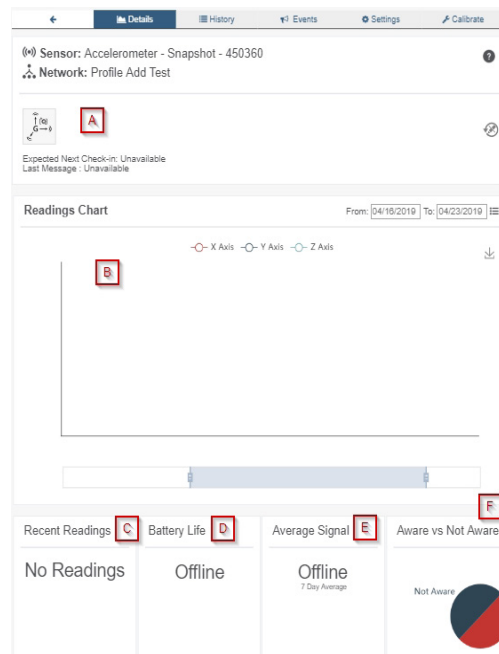 Details History Events Settings Calibrate
Sensor: Accelerometer - Snapshot - 450360
Network: Profile Add Test
A
Expected Next Check-in: Unavailable
Last Message : Unavailable
Readings Chart From: 04/16/2019 To: 04/23/2019
X Axis Y Axis Z Axis
B
F
Recent Readings C Battery Life D Average Signal E Aware vs Not Aware
No Readings Offline Offline
7 Day Average
Not Aware